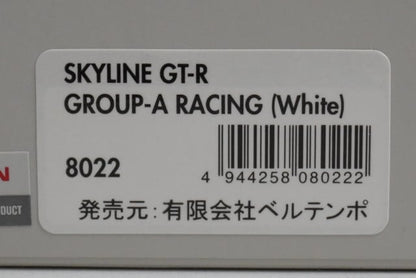 SKYLINE GT-R
GROUP-A RACING (White)
8022
4 944258 080222
発売元:有限会社ベルテンポ
N
RODUCT